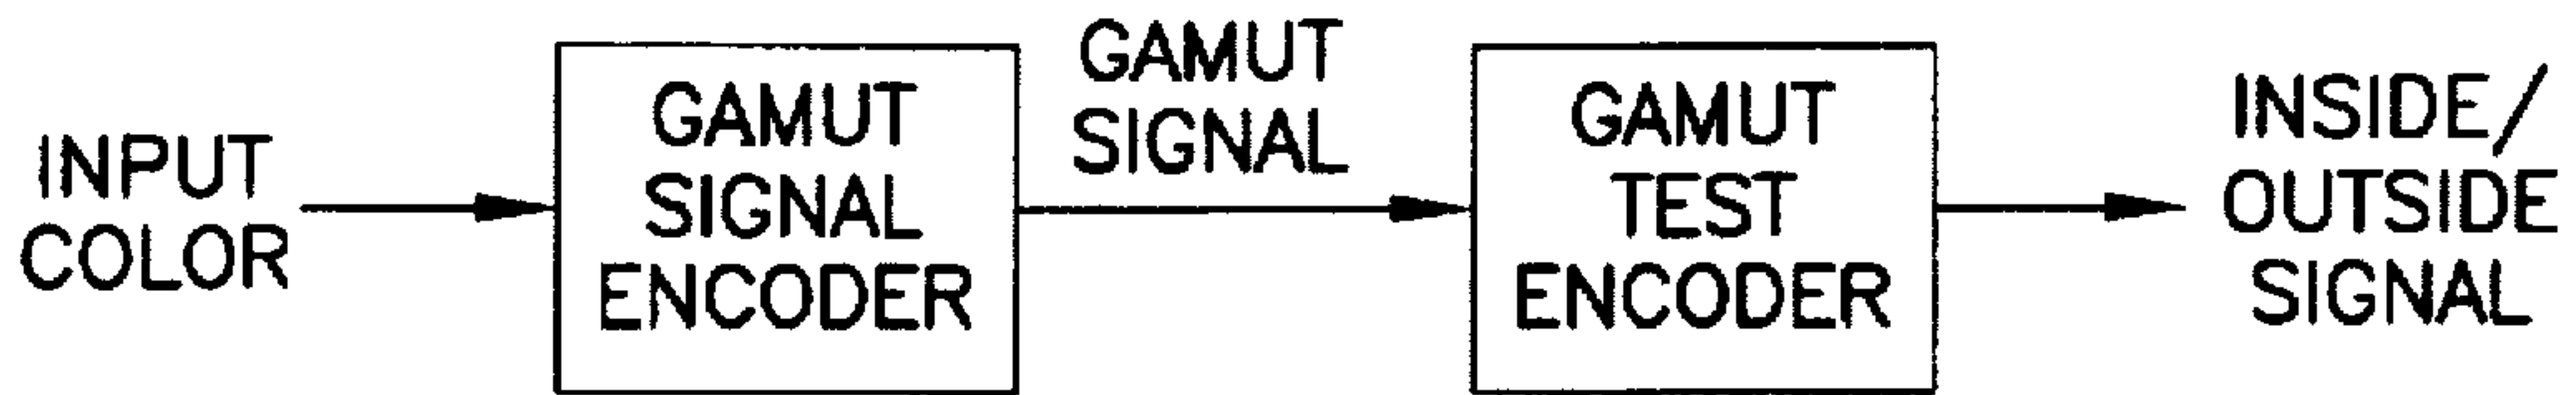 INPUT
COLOR
GAMUT
SIGNAL
ENCODER
GAMUT
SIGNAL
GAMUT
TEST
ENCODER
INSIDE/
OUTSIDE
SIGNAL